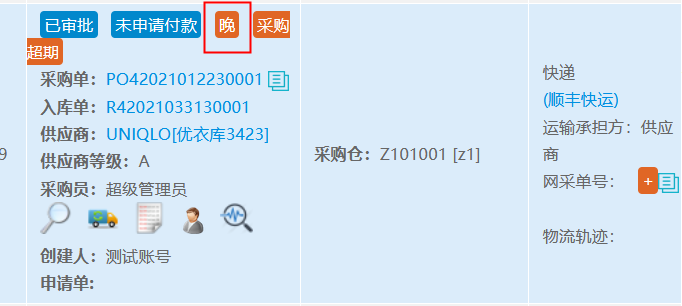 已审批 未申请付款 晚 采购
超期
采购单：PO42021012230001
入库单：R42021033130001
供应商：UNIQLO[优衣库3423]
供应商等级：A
采购员：超级管理员
创建人：测试账号
申请单：
9
采购仓：Z101001 [z1]
快递
(顺丰快运)
运输承担方：供应
商
网采单号： +
物流轨迹：